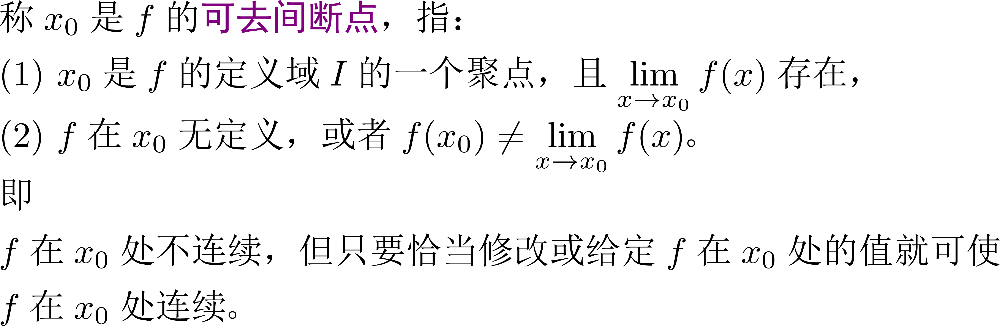 称 $x_0$ 是 $f$ 的可去间断点，指：
(1) $x_0$ 是 $f$ 的定义域 $I$ 的一个聚点，且 $\lim\limits_{x \to x_0} f(x)$ 存在，
(2) $f$ 在 $x_0$ 无定义，或者 $f(x_0) \neq \lim\limits_{x \to x_0} f(x)$。
即
$f$ 在 $x_0$ 处不连续，但只要恰当修改或给定 $f$ 在 $x_0$ 处的值就可使
$f$ 在 $x_0$ 处连续。